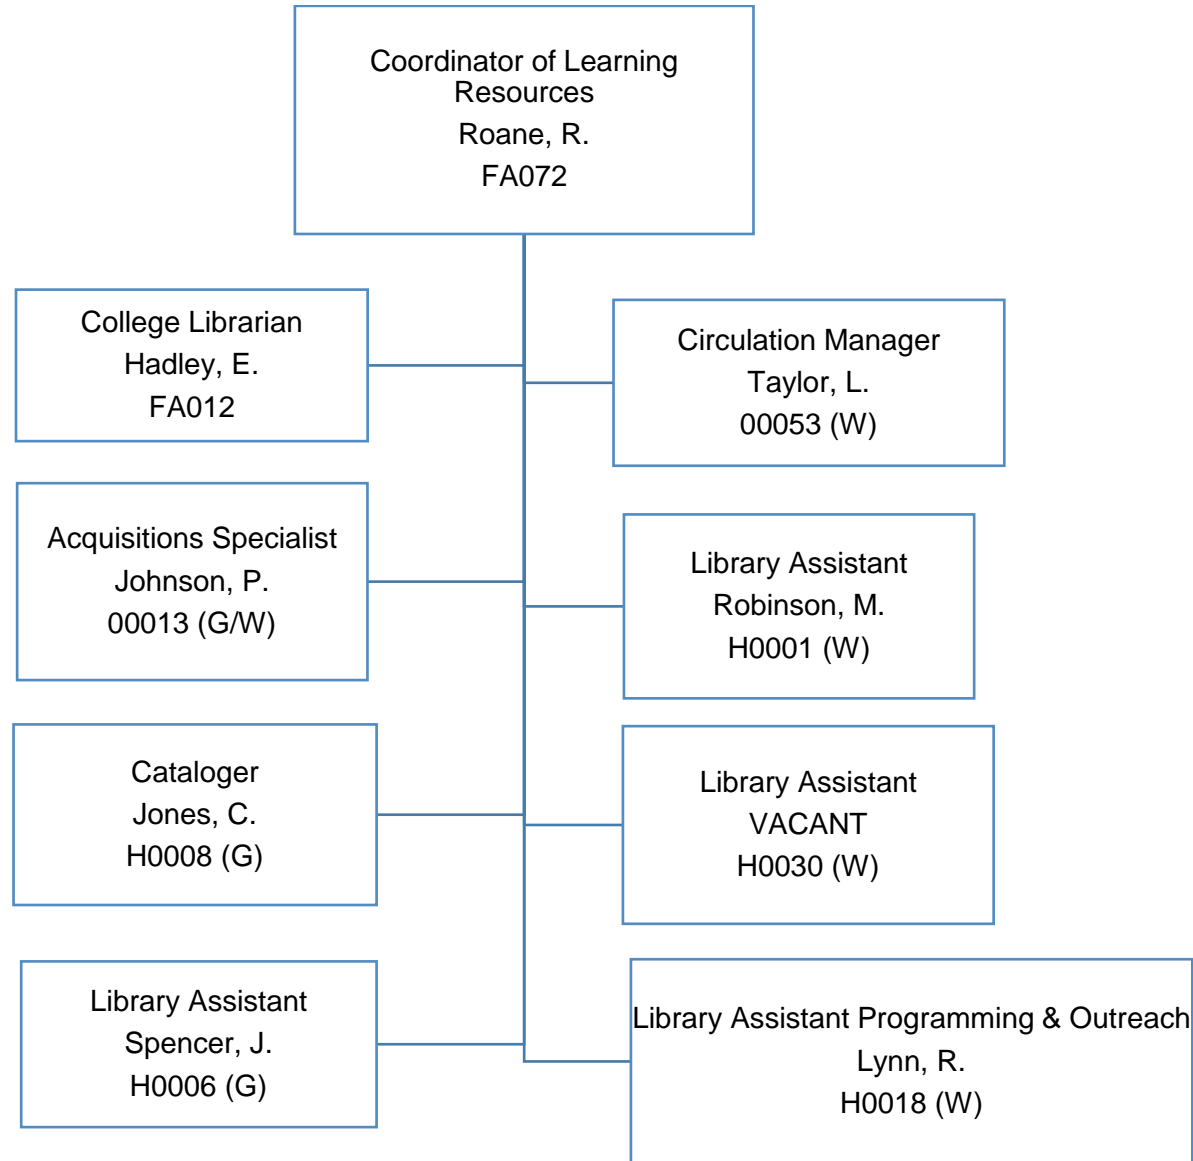 Coordinator of Learning
Resources
Roane, R.
FA072
College Librarian
Hadley, E.
FA012
Circulation Manager
Taylor, L.
00053 (W)
Acquisitions Specialist
Johnson, P.
00013 (G/W)
Library Assistant
Robinson, M.
H0001 (W)
Cataloger
Jones, C.
H0008 (G)
Library Assistant
VACANT
H0030 (W)
Library Assistant
Spencer, J.
H0006 (G)
Library Assistant Programming & Outreach
Lynn, R.
H0018 (W)